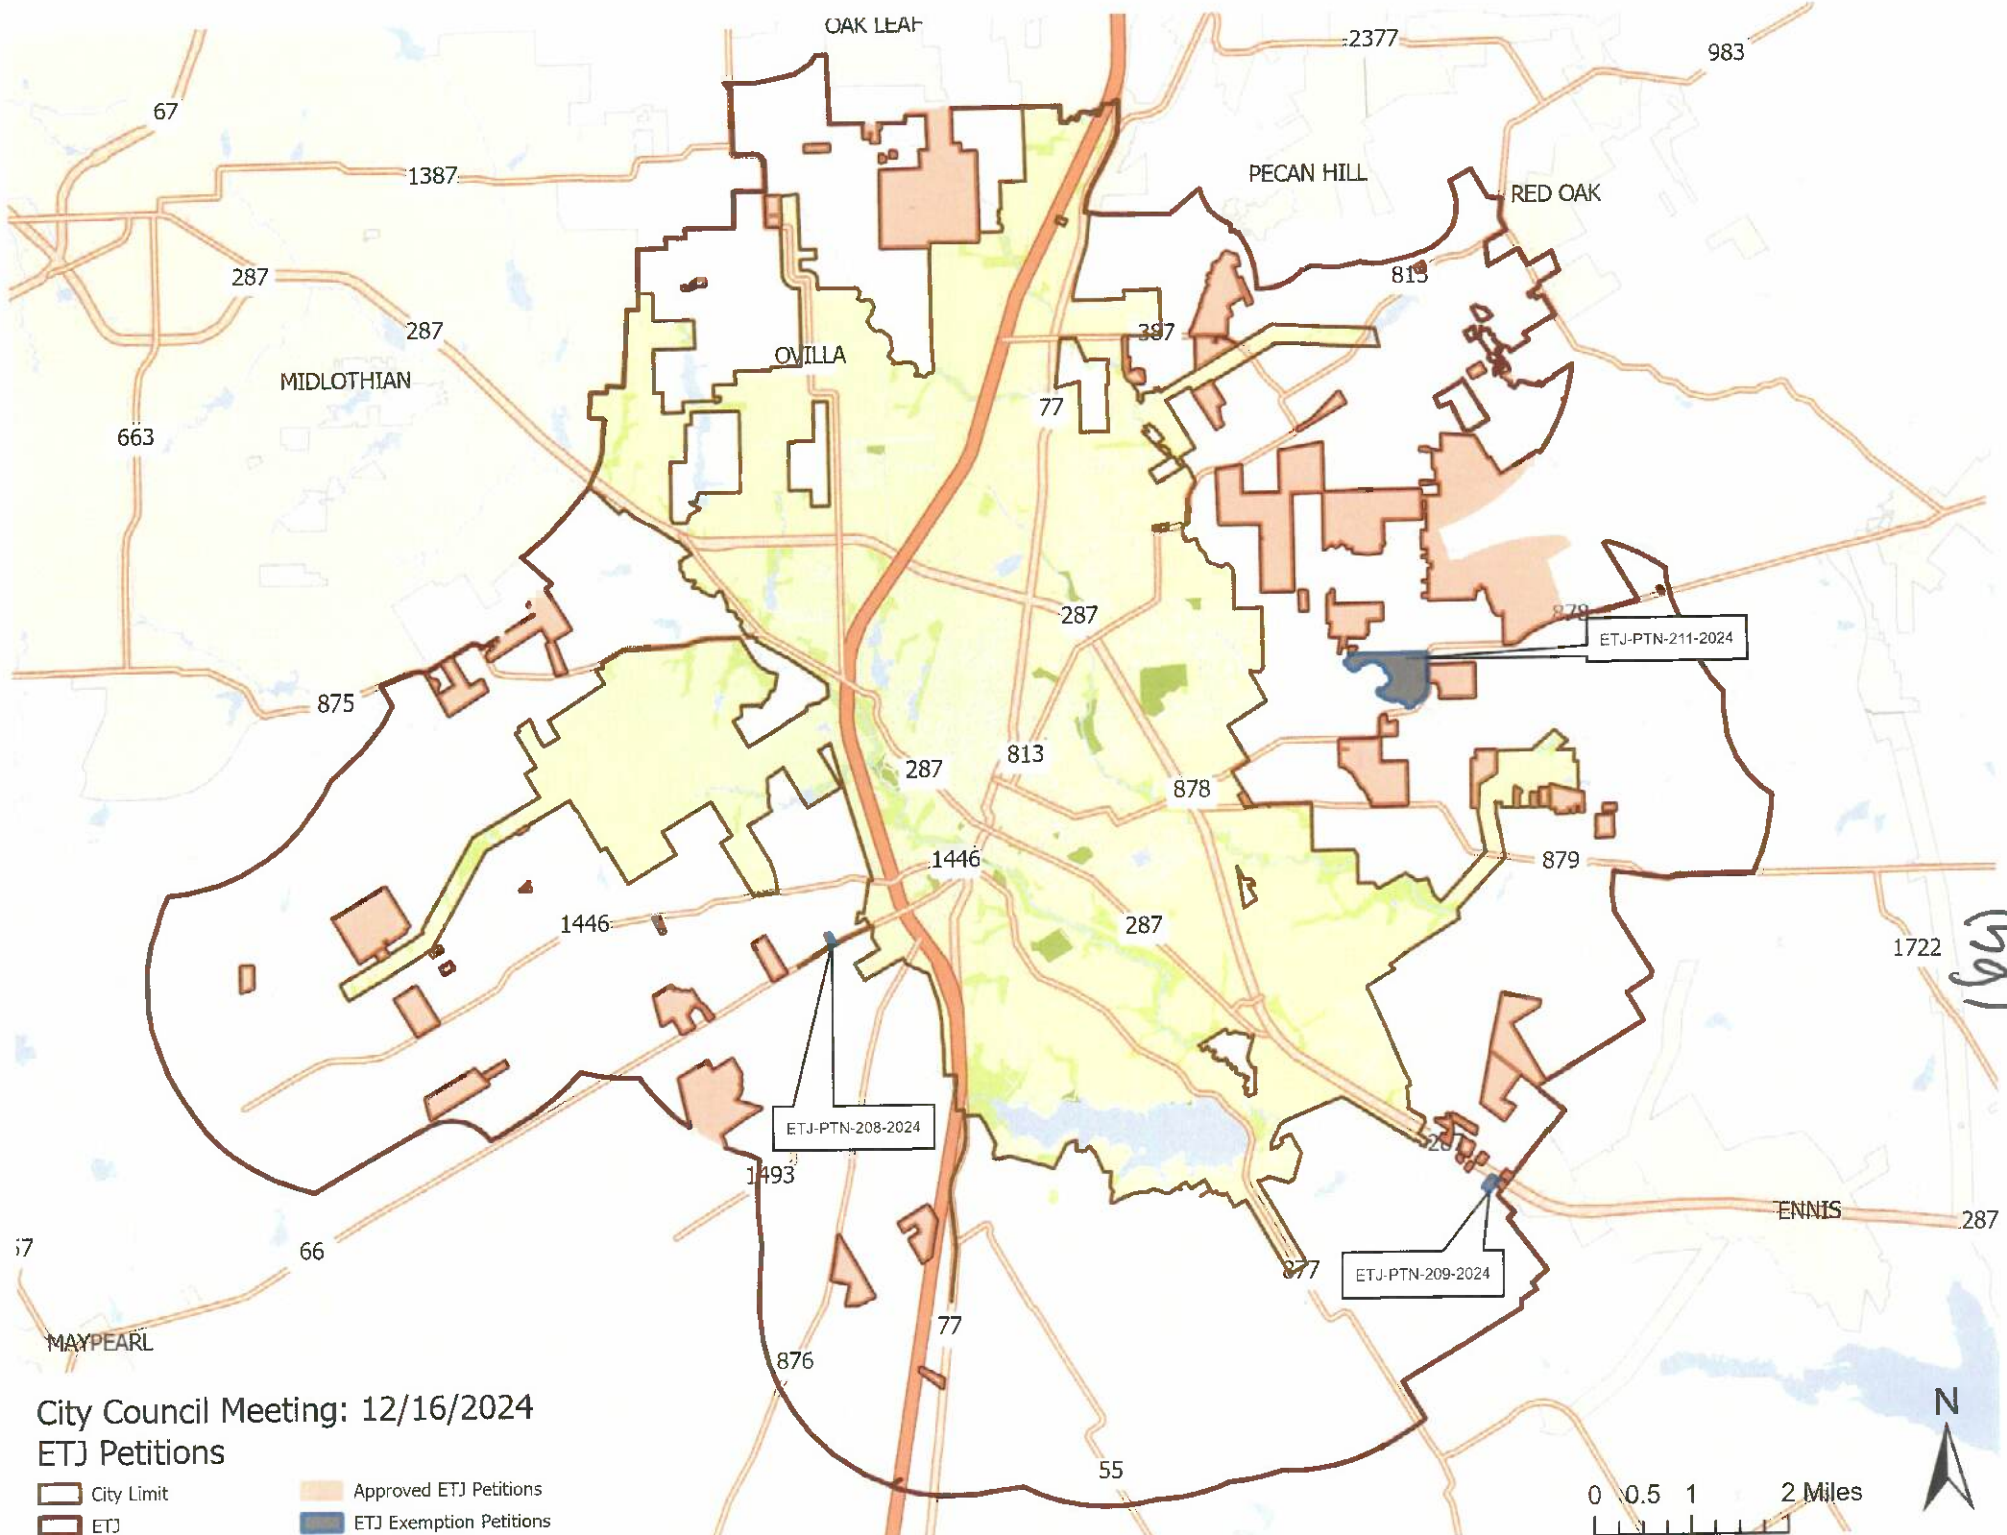 OAK LEAF
2377
983
67
1387
PECAN HILL
RED OAK
287
813
287
387
OVILLA
MIDLOTHIAN
77
663
287
878
ETJ-PTN-211-2024
875
813
287
878
1446
879
1446
287
1722
ETJ-PTN-208-2024
287
1493
ENNIS
287
66
877
ETJ-PTN-209-2024
77
MAYPEARL
876
55
City Council Meeting: 12/16/2024
ETJ Petitions
City Limit
ETJ
Approved ETJ Petitions
ETJ Exemption Petitions
N
0 0.5 1 2 Miles